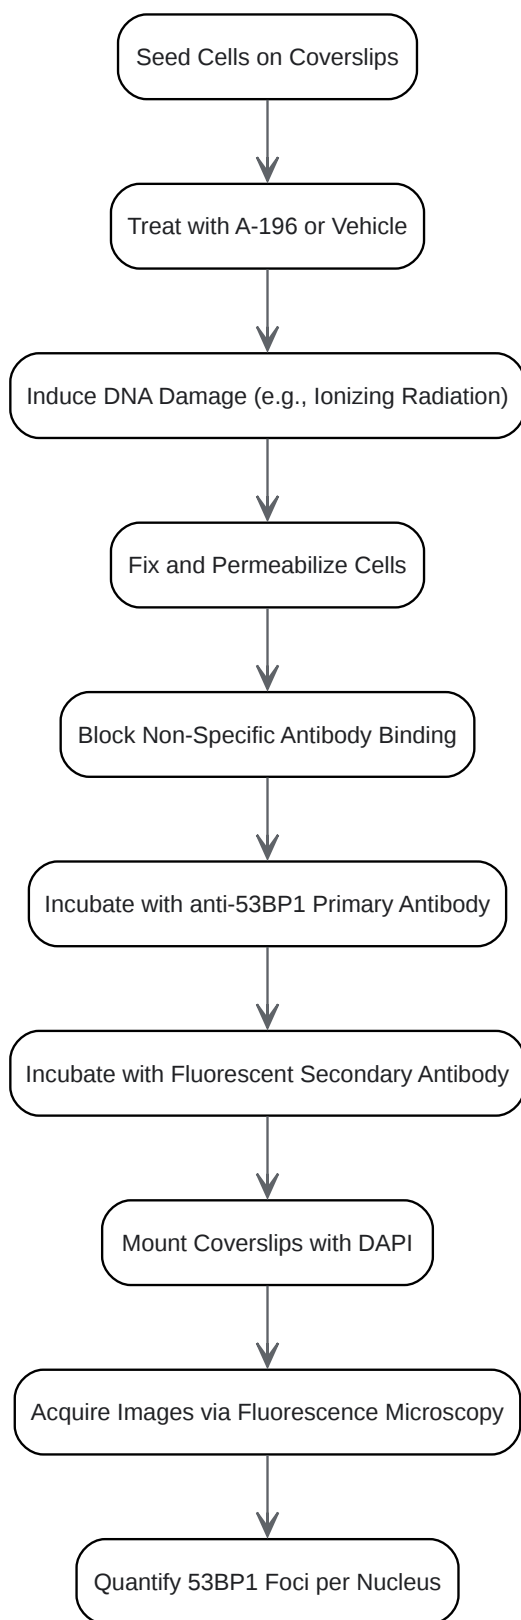 Seed Cells on Coverslips
Treat with A-196 or Vehicle
Induce DNA Damage (e.g., Ionizing Radiation)
Fix and Permeabilize Cells
Block Non-Specific Antibody Binding
Incubate with anti-53BP1 Primary Antibody
Incubate with Fluorescent Secondary Antibody
Mount Coverslips with DAPI
Acquire Images via Fluorescence Microscopy
Quantify 53BP1 Foci per Nucleus